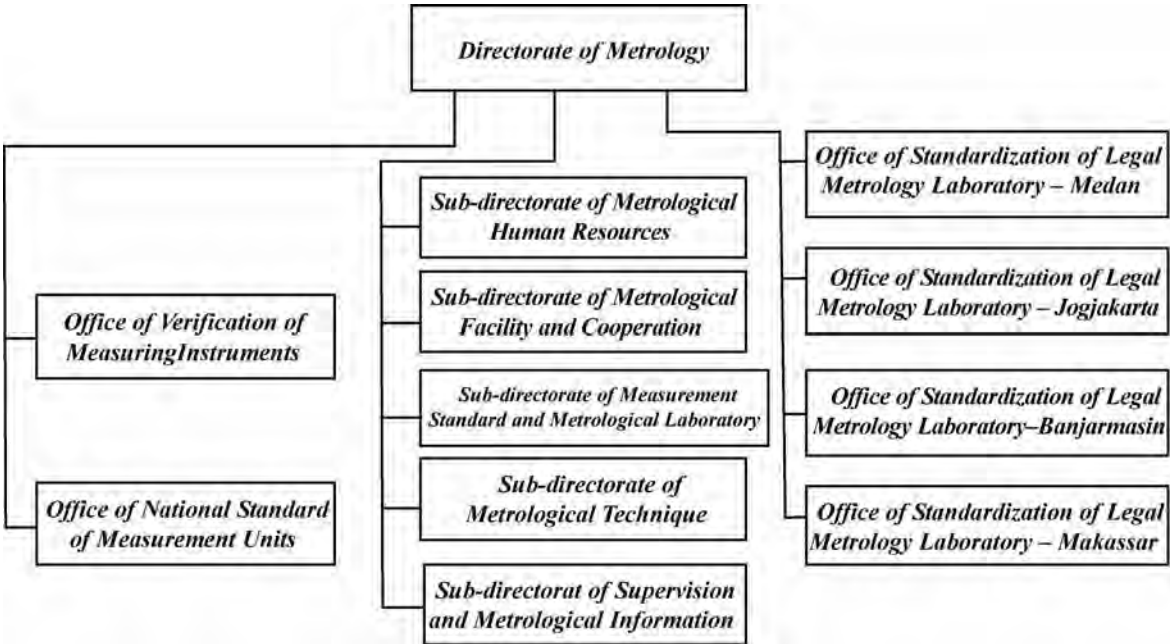 Directorate of Metrology
Office of Verification of
MeasuringInstruments
Office of National Standard
of Measurement Units
Sub-directorate of Metrological
Human Resources
Sub-directorate of Metrological
Facility and Cooperation
Sub-directorate of Measurement
Standard and Metrological Laboratory
Sub-directorate of
Metrological Technique
Sub-directorat of Supervision
and Metrological Information
Office of Standardization of Legal
Metrology Laboratory – Medan
Office of Standardization of Legal
Metrology Laboratory – Jogjakarta
Office of Standardization of Legal
Metrology Laboratory–Banjarmasin
Office of Standardization of Legal
Metrology Laboratory – Makassar